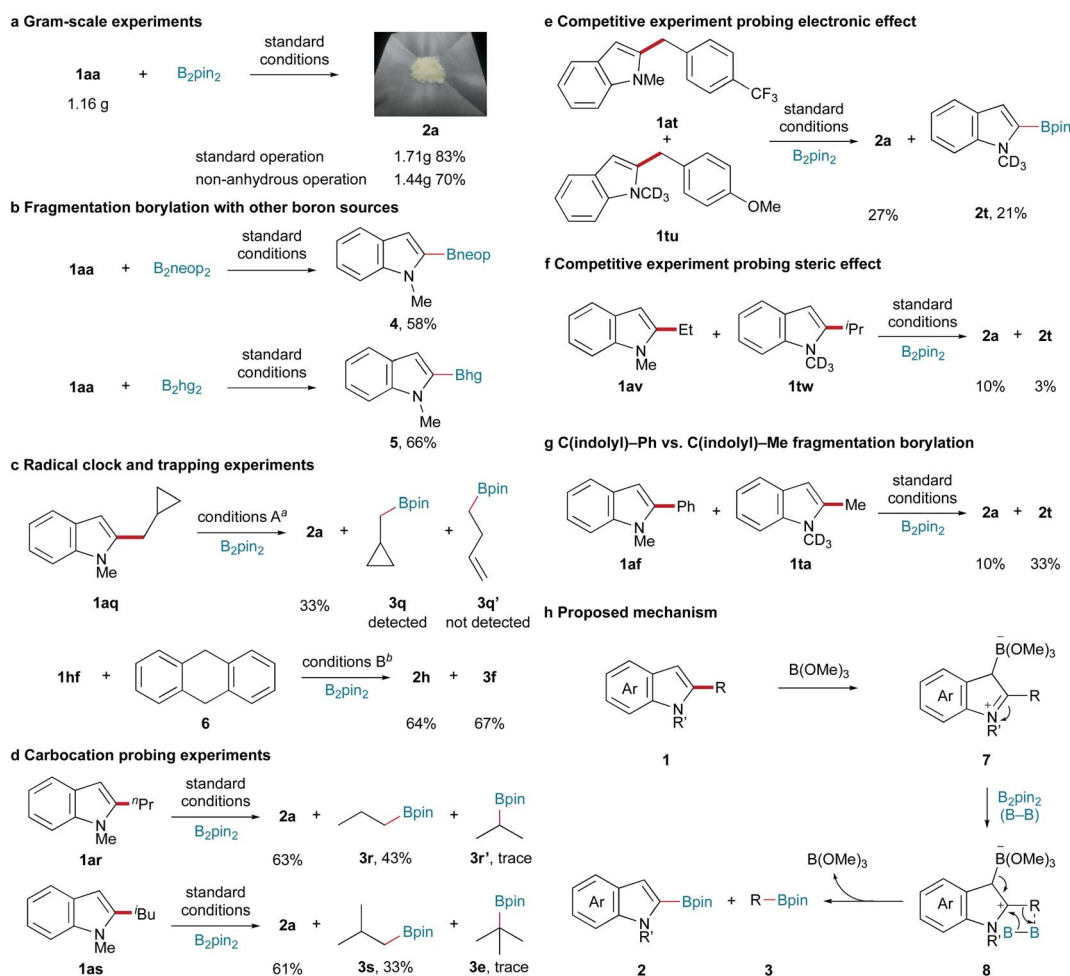 a Gram-scale experiments
1aa + B2pin2 standard conditions
1.16 g
2a
standard operation 1.71g 83%
non-anhydrous operation 1.44g 70%
b Fragmentation borylation with other boron sources
1aa + B2neop2 standard conditions
Bneop
N
Me
4, 58%
1aa + B2hg2 standard conditions
Bhg
N
Me
5, 66%
c Radical clock and trapping experiments
N
Me
1aq
conditions Aᵃ
B2pin2
2a + Bpin + Bpin
33%
3q
detected
3q'
not detected
1hf + 6
conditions Bᵇ
B2pin2
2h + 3f
64% 67%
d Carbocation probing experiments
ⁿPr
N
Me
1ar
standard conditions
B2pin2
2a + Bpin + Bpin
63% 3r, 43% 3r', trace
ⁱBu
N
Me
1as
standard conditions
B2pin2
2a + Bpin + Bpin
61% 3s, 33% 3e, trace
e Competitive experiment probing electronic effect
N
Me
CF3
1at
+
N
CD3
OMe
1tu
standard conditions
B2pin2
2a + Bpin
N
CD3
27% 2t, 21%
f Competitive experiment probing steric effect
Et
N
Me
1av
+
ⁱPr
N
CD3
1tw
standard conditions
B2pin2
2a + 2t
10% 3%
g C(indolyl)–Ph vs. C(indolyl)–Me fragmentation borylation
Ph
N
Me
1af
+
Me
N
CD3
1ta
standard conditions
B2pin2
2a + 2t
10% 33%
h Proposed mechanism
Ar
R
N
R'
1
B(OMe)3
−
B(OMe)3
Ar
R
+
N
R'
7
B2pin2
(B–B)
−
B(OMe)3
Ar
+
R
N
R'
B–B
8
B(OMe)3
Ar
Bpin
N
R'
2
+
R–Bpin
3